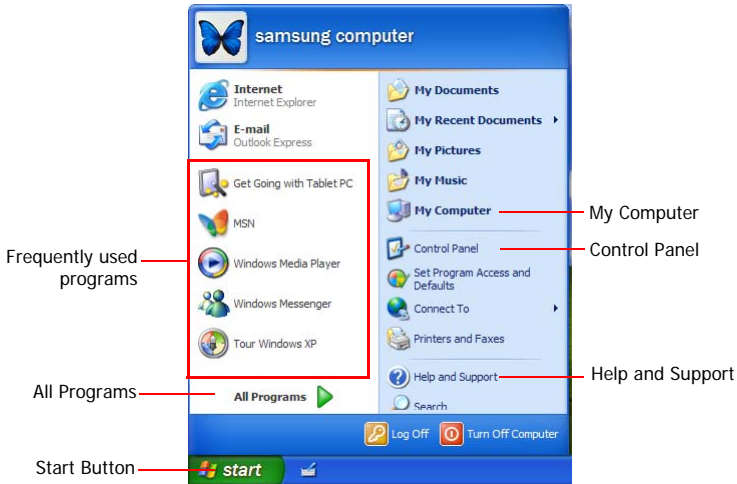 samsung computer
Internet
Internet Explorer
E-mail
Outlook Express
Get Going with Tablet PC
MSN
Windows Media Player
Windows Messenger
Tour Windows XP
All Programs
My Documents
My Recent Documents
My Pictures
My Music
My Computer
Control Panel
Set Program Access and
Defaults
Connect To
Printers and Faxes
Help and Support
Search
Log Off
Turn Off Computer
start
Frequently used
programs
All Programs
Start Button
My Computer
Control Panel
Help and Support